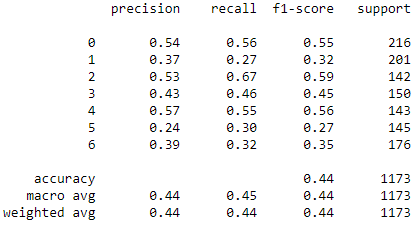 precision recall f1-score support
0 0.54 0.56 0.55 216
1 0.37 0.27 0.32 201
2 0.53 0.67 0.59 142
3 0.43 0.46 0.45 150
4 0.57 0.55 0.56 143
5 0.24 0.30 0.27 145
6 0.39 0.32 0.35 176
accuracy 0.44 1173
macro avg 0.44 0.45 0.44 1173
weighted avg 0.44 0.44 0.44 1173